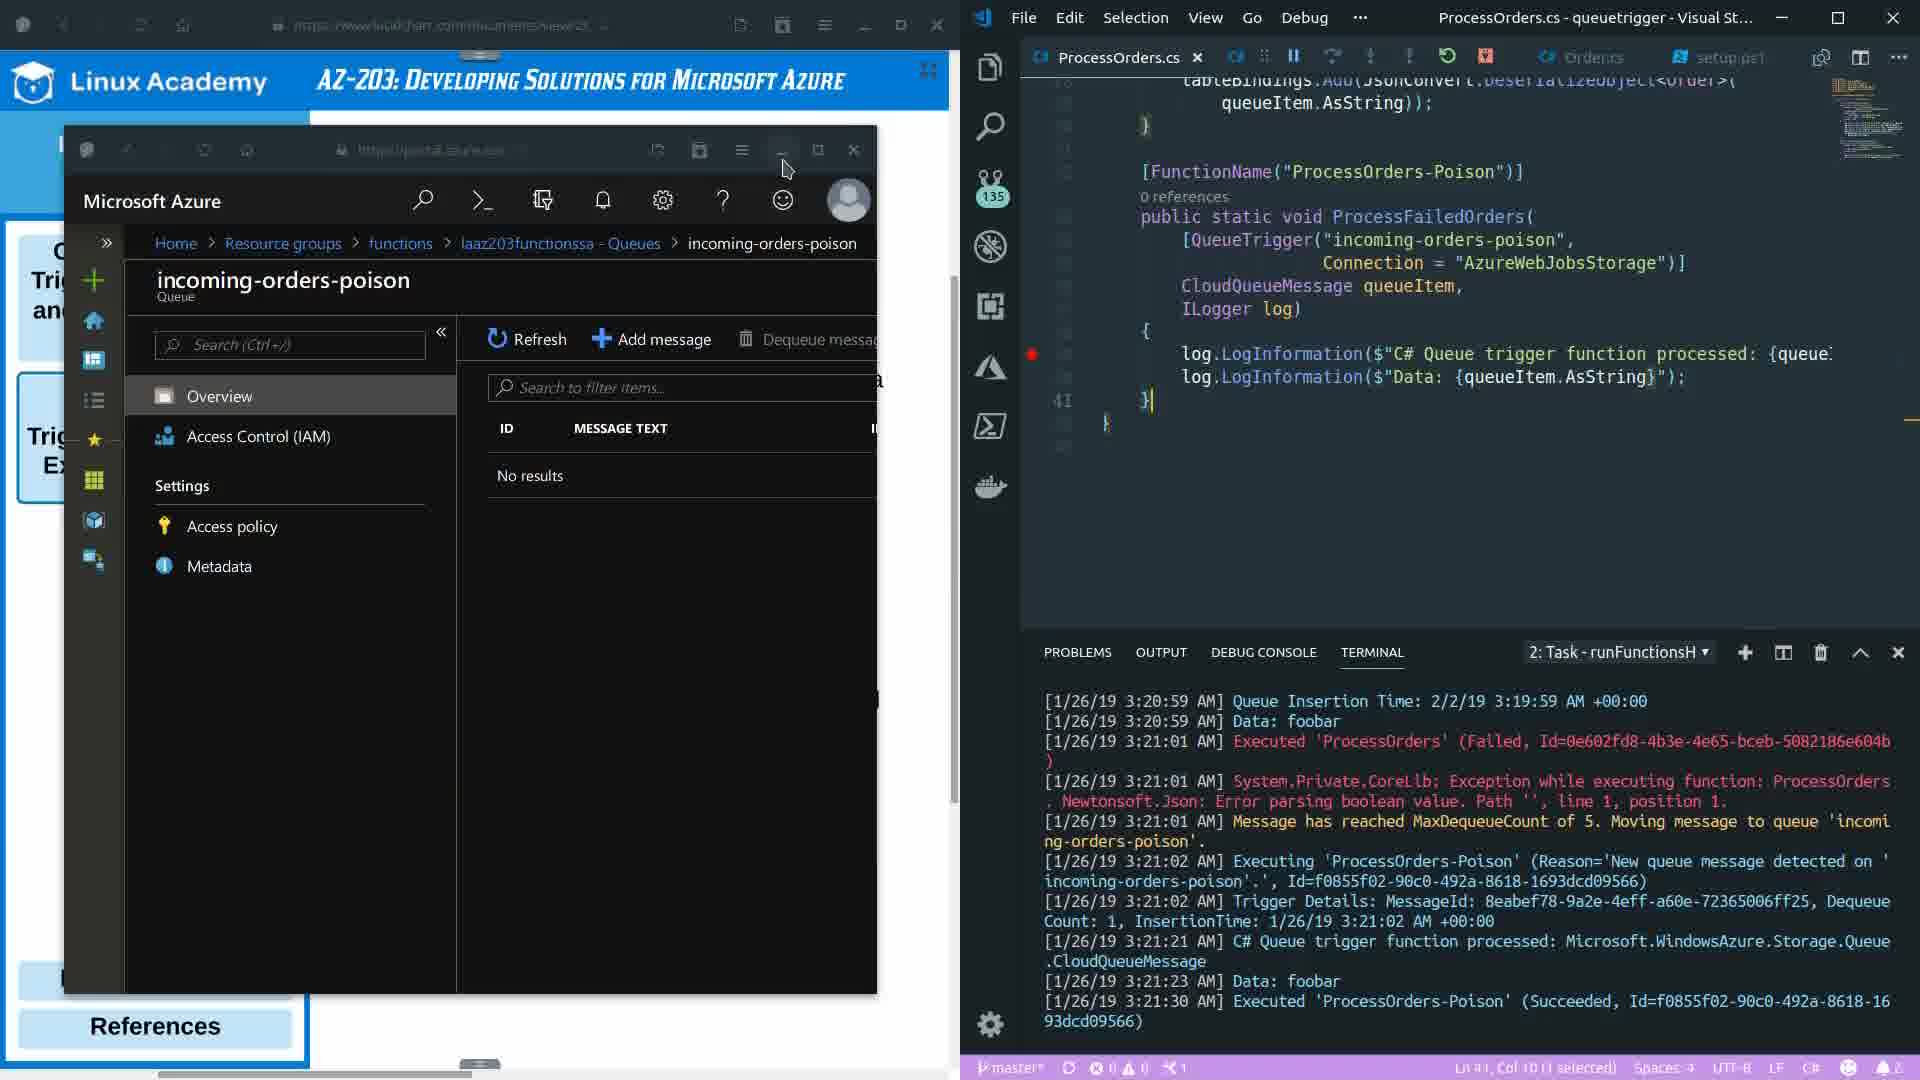 Linux Academy
AZ-203: Developing Solutions for Microsoft Azure
https://portal.azure.com
Microsoft Azure
Home > Resource groups > functions > laaz203functionssa - Queues > incoming-orders-poison
incoming-orders-poison
Queue
Search (Ctrl+/)
«
Refresh
Add message
Dequeue messag
Overview
Search to filter items...
Access Control (IAM)
ID
MESSAGE TEXT
No results
Settings
Access policy
Metadata
References
File Edit Selection View Go Debug ···
ProcessOrders.cs - queuetrigger - Visual St...
ProcessOrders.cs
Order.cs
setup.ps1
135
tableBindings.Add(JsonConvert.DeserializeObject<Order>(
queueItem.AsString));
}
[FunctionName("ProcessOrders-Poison")]
0 references
public static void ProcessFailedOrders(
[QueueTrigger("incoming-orders-poison",
Connection = "AzureWebJobsStorage")]
CloudQueueMessage queueItem,
ILogger log)
{
log.LogInformation($"C# Queue trigger function processed: {queueI
log.LogInformation($"Data: {queueItem.AsString}");
41 }
}
PROBLEMS OUTPUT DEBUG CONSOLE TERMINAL
2: Task - runFunctionsH
[1/26/19 3:20:59 AM] Queue Insertion Time: 2/2/19 3:19:59 AM +00:00
[1/26/19 3:20:59 AM] Data: foobar
[1/26/19 3:21:01 AM] Executed 'ProcessOrders' (Failed, Id=0e602fd8-4b3e-4e65-bceb-5082186e604b
)
[1/26/19 3:21:01 AM] System.Private.CoreLib: Exception while executing function: ProcessOrders
. Newtonsoft.Json: Error parsing boolean value. Path '', line 1, position 1.
[1/26/19 3:21:01 AM] Message has reached MaxDequeueCount of 5. Moving message to queue 'incomi
ng-orders-poison'.
[1/26/19 3:21:02 AM] Executing 'ProcessOrders-Poison' (Reason='New queue message detected on '
incoming-orders-poison'.', Id=f0855f02-90c0-492a-8618-1693dcd09566)
[1/26/19 3:21:02 AM] Trigger Details: MessageId: 8eabef78-9a2e-4eff-a60e-72365006ff25, Dequeue
Count: 1, InsertionTime: 1/26/19 3:21:02 AM +00:00
[1/26/19 3:21:21 AM] C# Queue trigger function processed: Microsoft.WindowsAzure.Storage.Queue
.CloudQueueMessage
[1/26/19 3:21:23 AM] Data: foobar
[1/26/19 3:21:30 AM] Executed 'ProcessOrders-Poison' (Succeeded, Id=f0855f02-90c0-492a-8618-16
93dcd09566)
master* 0 0 1
Ln 41, Col 10 (1 selected) Spaces: 4 UTF-8 LF C# 2